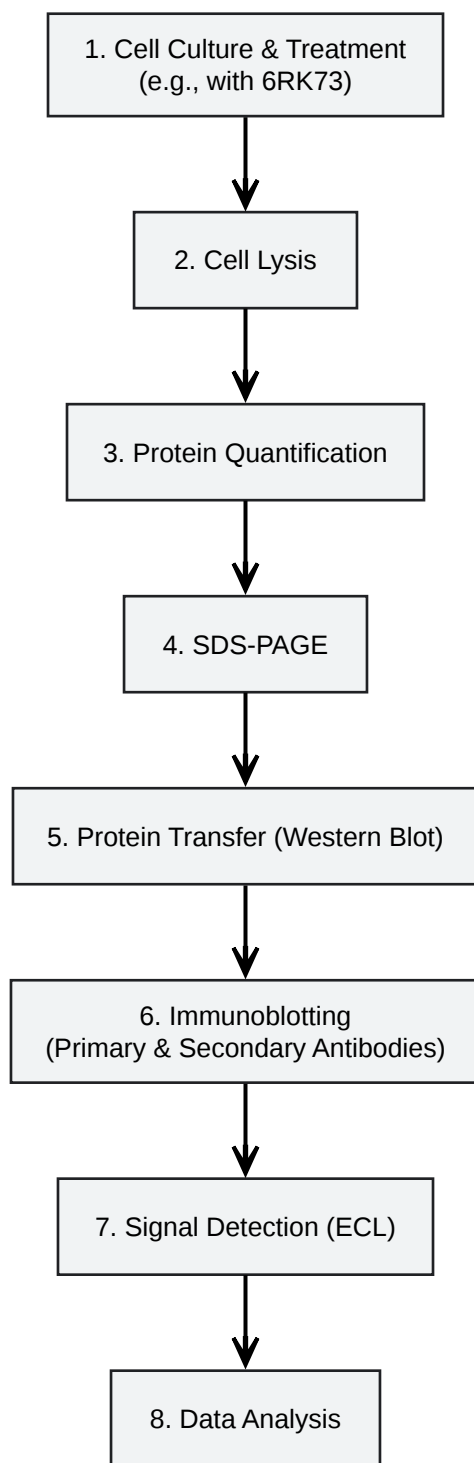 1. Cell Culture & Treatment
(e.g., with 6RK73)
2. Cell Lysis
3. Protein Quantification
4. SDS-PAGE
5. Protein Transfer (Western Blot)
6. Immunoblotting
(Primary & Secondary Antibodies)
7. Signal Detection (ECL)
8. Data Analysis